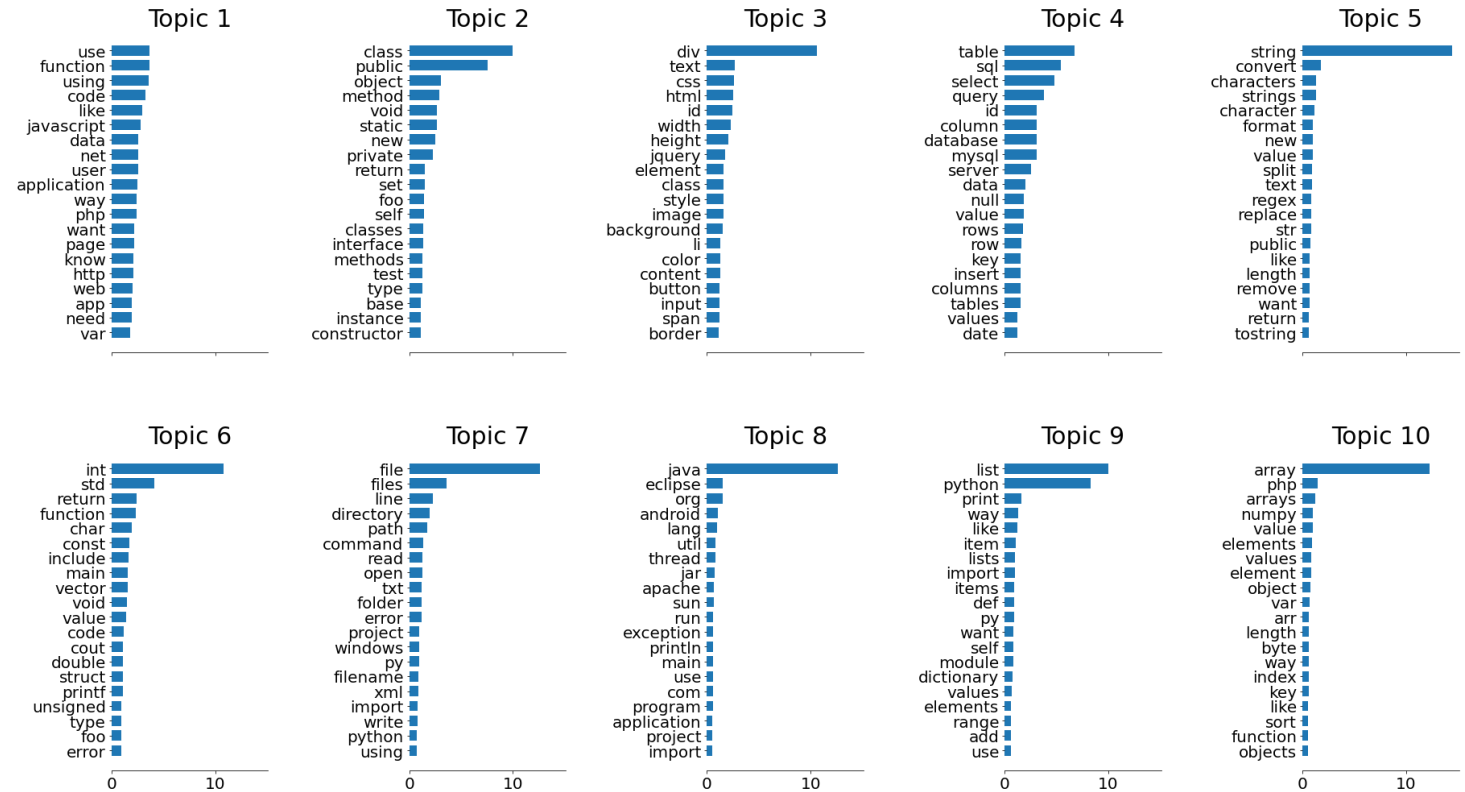 Topic 1
use
function
using
code
like
javascript
data
net
user
application
way
php
want
page
know
http
web
app
need
var
Topic 2
class
public
object
method
void
static
new
private
return
set
foo
self
classes
interface
methods
test
type
base
instance
constructor
Topic 3
div
text
css
html
id
width
height
jquery
element
class
style
image
background
li
color
content
button
input
span
border
Topic 4
table
sql
select
query
id
column
database
mysql
server
data
null
value
rows
row
key
insert
columns
tables
values
date
Topic 5
string
convert
characters
strings
character
format
new
value
split
text
regex
replace
str
public
like
length
remove
want
return
tostring
Topic 6
int
std
return
function
char
const
include
main
vector
void
value
code
cout
double
struct
printf
unsigned
type
foo
error
0 10
Topic 7
file
files
line
directory
path
command
read
open
txt
folder
error
project
windows
py
filename
xml
import
write
python
using
0 10
Topic 8
java
eclipse
org
android
lang
util
thread
jar
apache
sun
run
exception
println
main
use
com
program
application
project
import
0 10
Topic 9
list
python
print
way
like
item
lists
import
items
def
py
want
self
module
dictionary
values
elements
range
add
use
0 10
Topic 10
array
php
arrays
numpy
value
elements
values
element
object
var
arr
length
byte
way
index
key
like
sort
function
objects
0 10